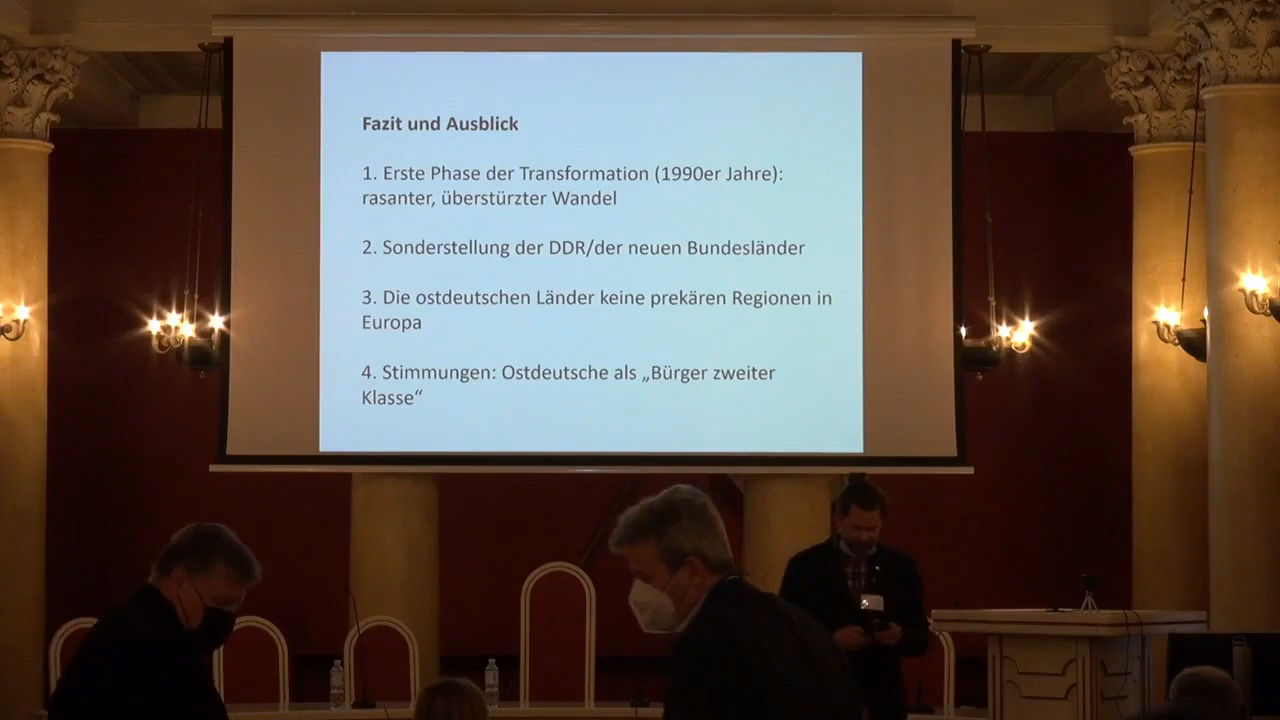 Fazit und Ausblick
1. Erste Phase der Transformation (1990er Jahre):
rasanter, überstürzter Wandel
2. Sonderstellung der DDR/der neuen Bundesländer
3. Die ostdeutschen Länder keine prekären Regionen in
Europa
4. Stimmungen: Ostdeutsche als „Bürger zweiter
Klasse“